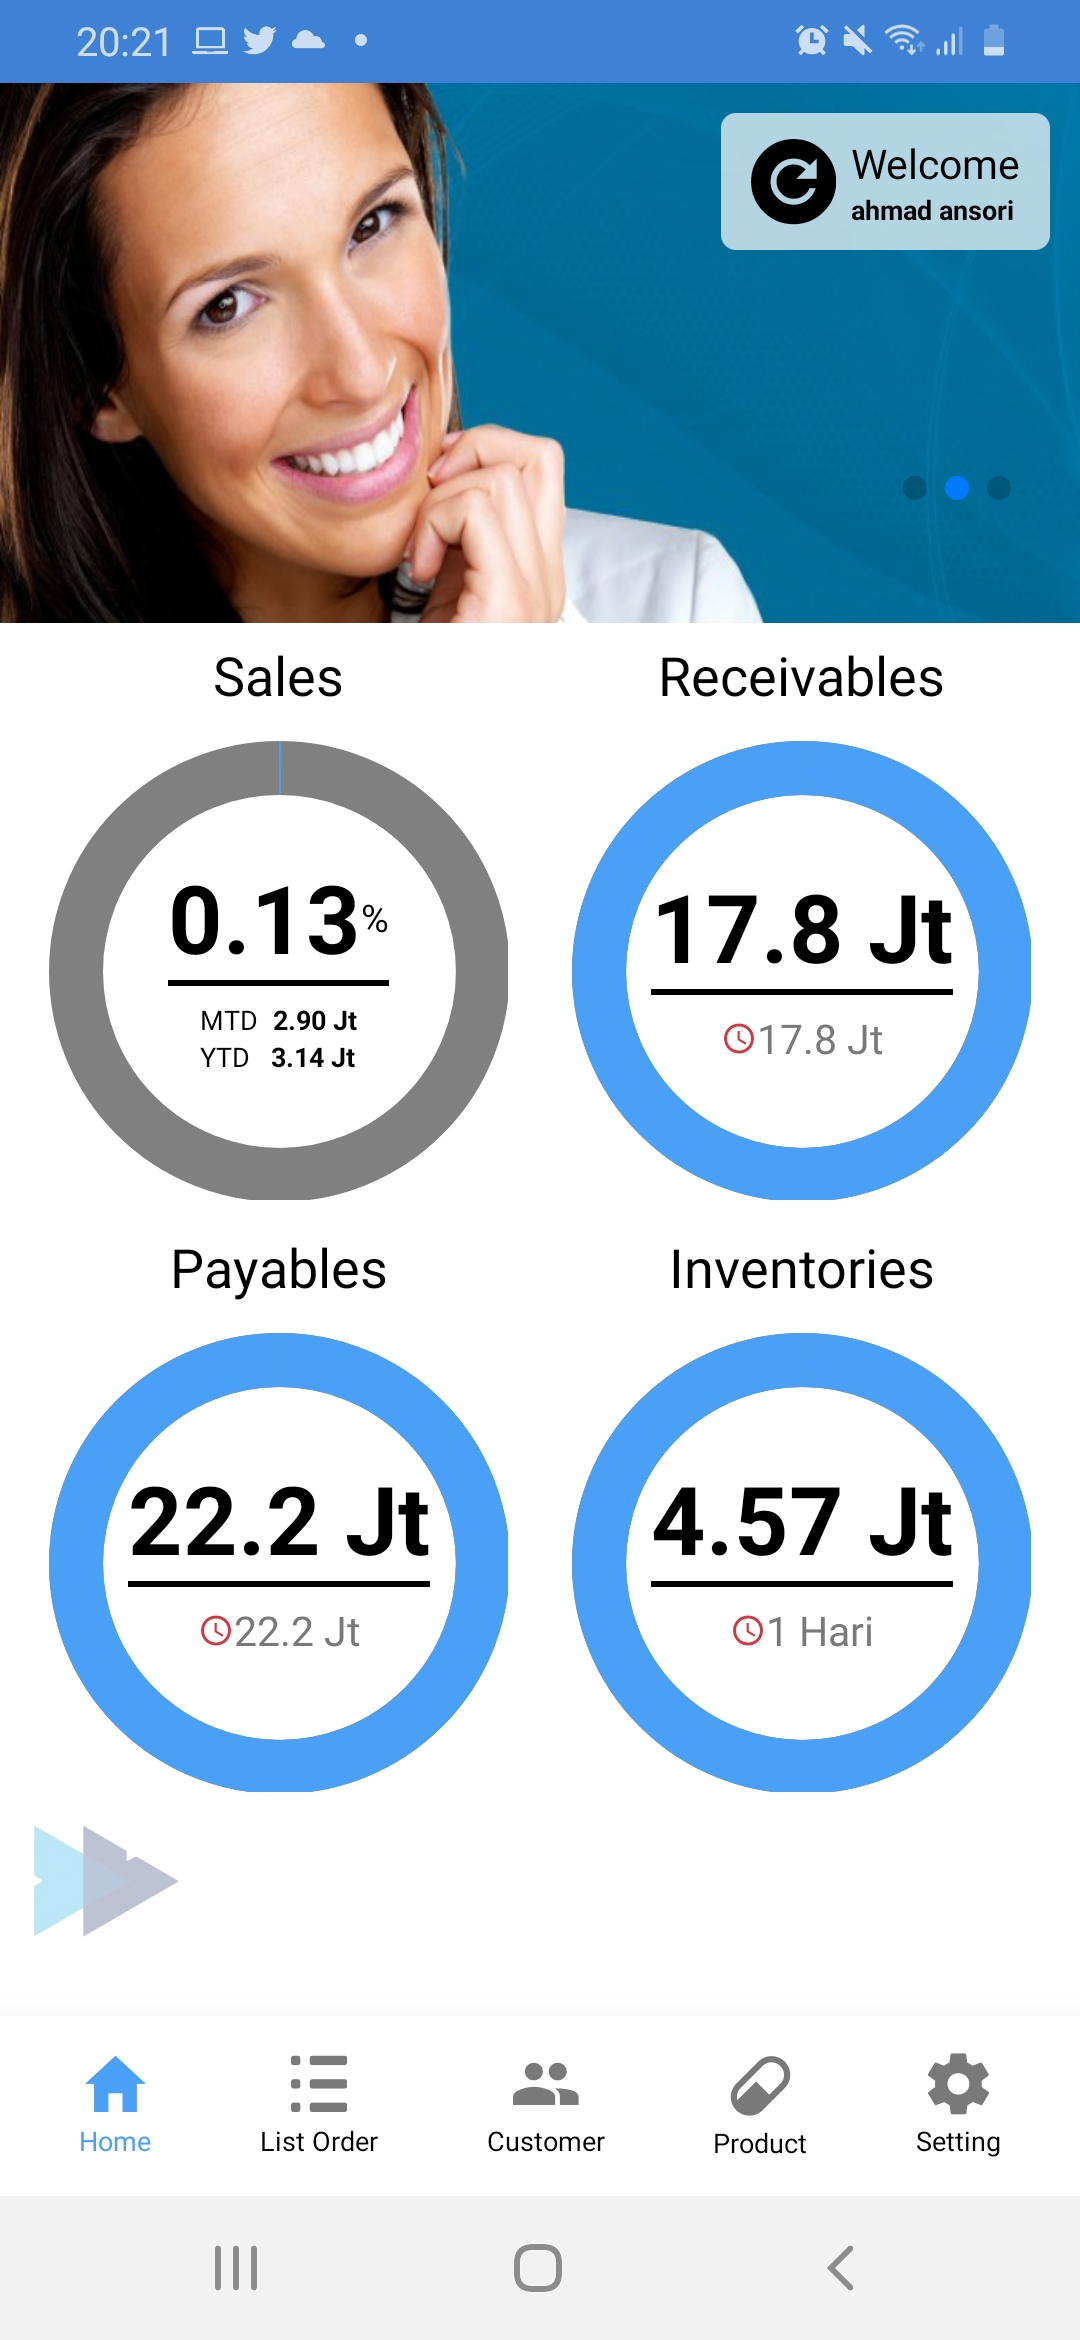 20:21
Welcome
ahmad ansori
Sales
Receivables
0.13%
MTD 2.90 Jt
YTD 3.14 Jt
17.8 Jt
17.8 Jt
Payables
Inventories
22.2 Jt
22.2 Jt
4.57 Jt
1 Hari
Home
List Order
Customer
Product
Setting